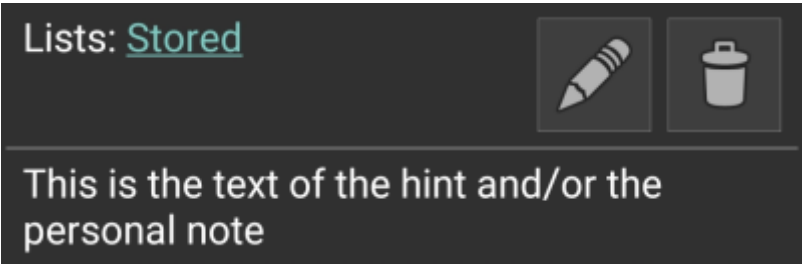 Lists: Stored
This is the text of the hint and/or the
personal note